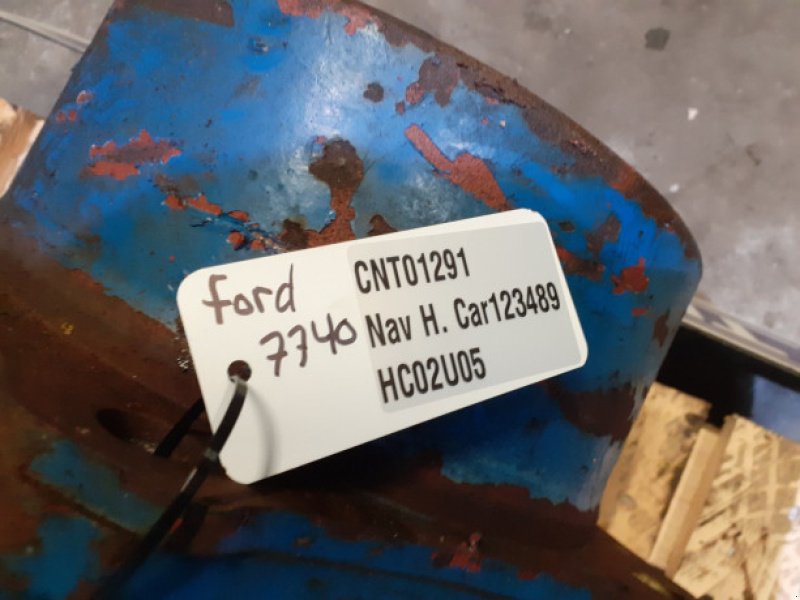 Ford
7740
CNT01291
Nav H. Car123489
HC02U05